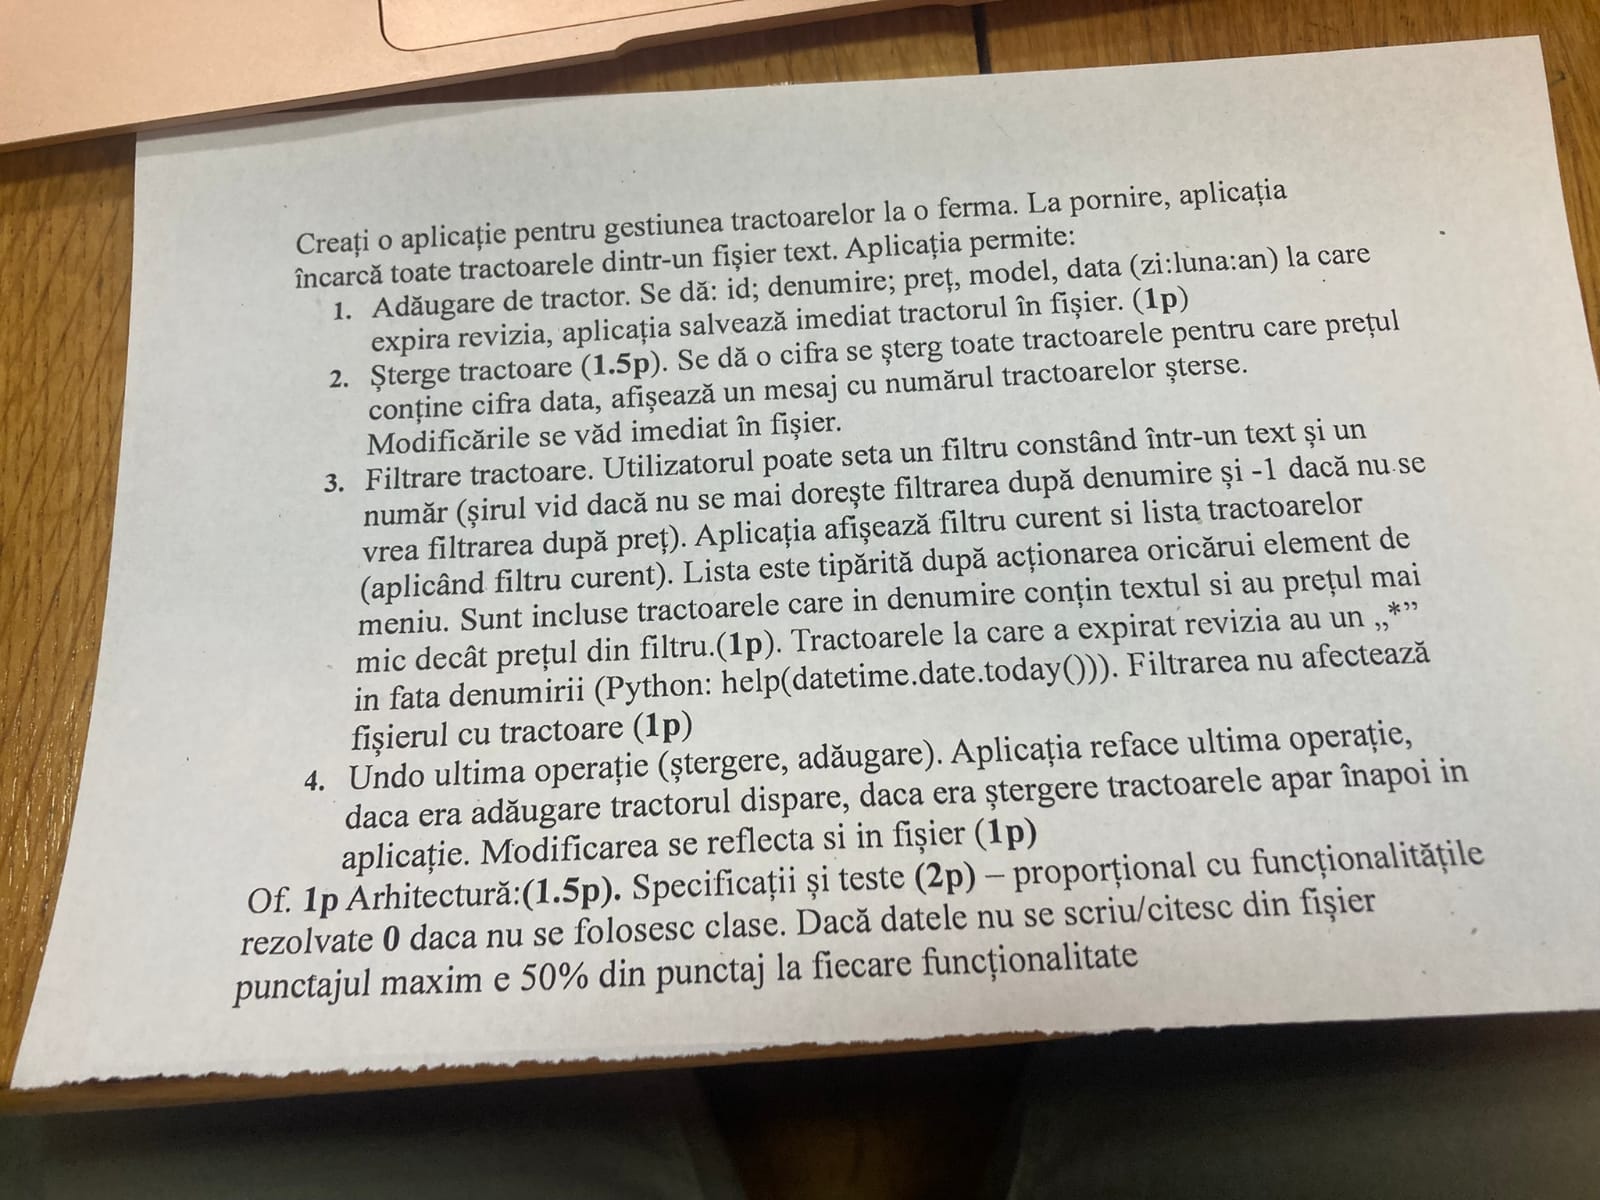 Creați o aplicație pentru gestiunea tractoarelor la o ferma. La pornire, aplicația
încarcă toate tractoarele dintr-un fișier text. Aplicația permite:
1. Adăugare de tractor. Se dă: id; denumire; preț, model, data (zi:luna:an) la care
expira revizia, aplicația salvează imediat tractorul în fișier. (1p)
2. Șterge tractoare (1.5p). Se dă o cifra se șterg toate tractoarele pentru care prețul
conține cifra data, afișează un mesaj cu numărul tractoarelor șterse.
Modificările se văd imediat în fișier.
3. Filtrare tractoare. Utilizatorul poate seta un filtru constând într-un text și un
număr (șirul vid dacă nu se mai dorește filtrarea după denumire și -1 dacă nu se
vrea filtrarea după preț). Aplicația afișează filtru curent si lista tractoarelor
(aplicând filtru curent). Lista este tipărită după acționarea oricărui element de
meniu. Sunt incluse tractoarele care in denumire conțin textul si au prețul mai
mic decât prețul din filtru.(1p). Tractoarele la care a expirat revizia au un „*”
in fata denumirii (Python: help(datetime.date.today())). Filtrarea nu afectează
fișierul cu tractoare (1p)
4. Undo ultima operație (ștergere, adăugare). Aplicația reface ultima operație,
daca era adăugare tractorul dispare, daca era ștergere tractoarele apar înapoi in
aplicație. Modificarea se reflecta si in fișier (1p)
Of. 1p Arhitectură:(1.5p). Specificații și teste (2p) – proporțional cu funcționalitățile
rezolvate 0 daca nu se folosesc clase. Dacă datele nu se scriu/citesc din fișier
punctajul maxim e 50% din punctaj la fiecare funcționalitate